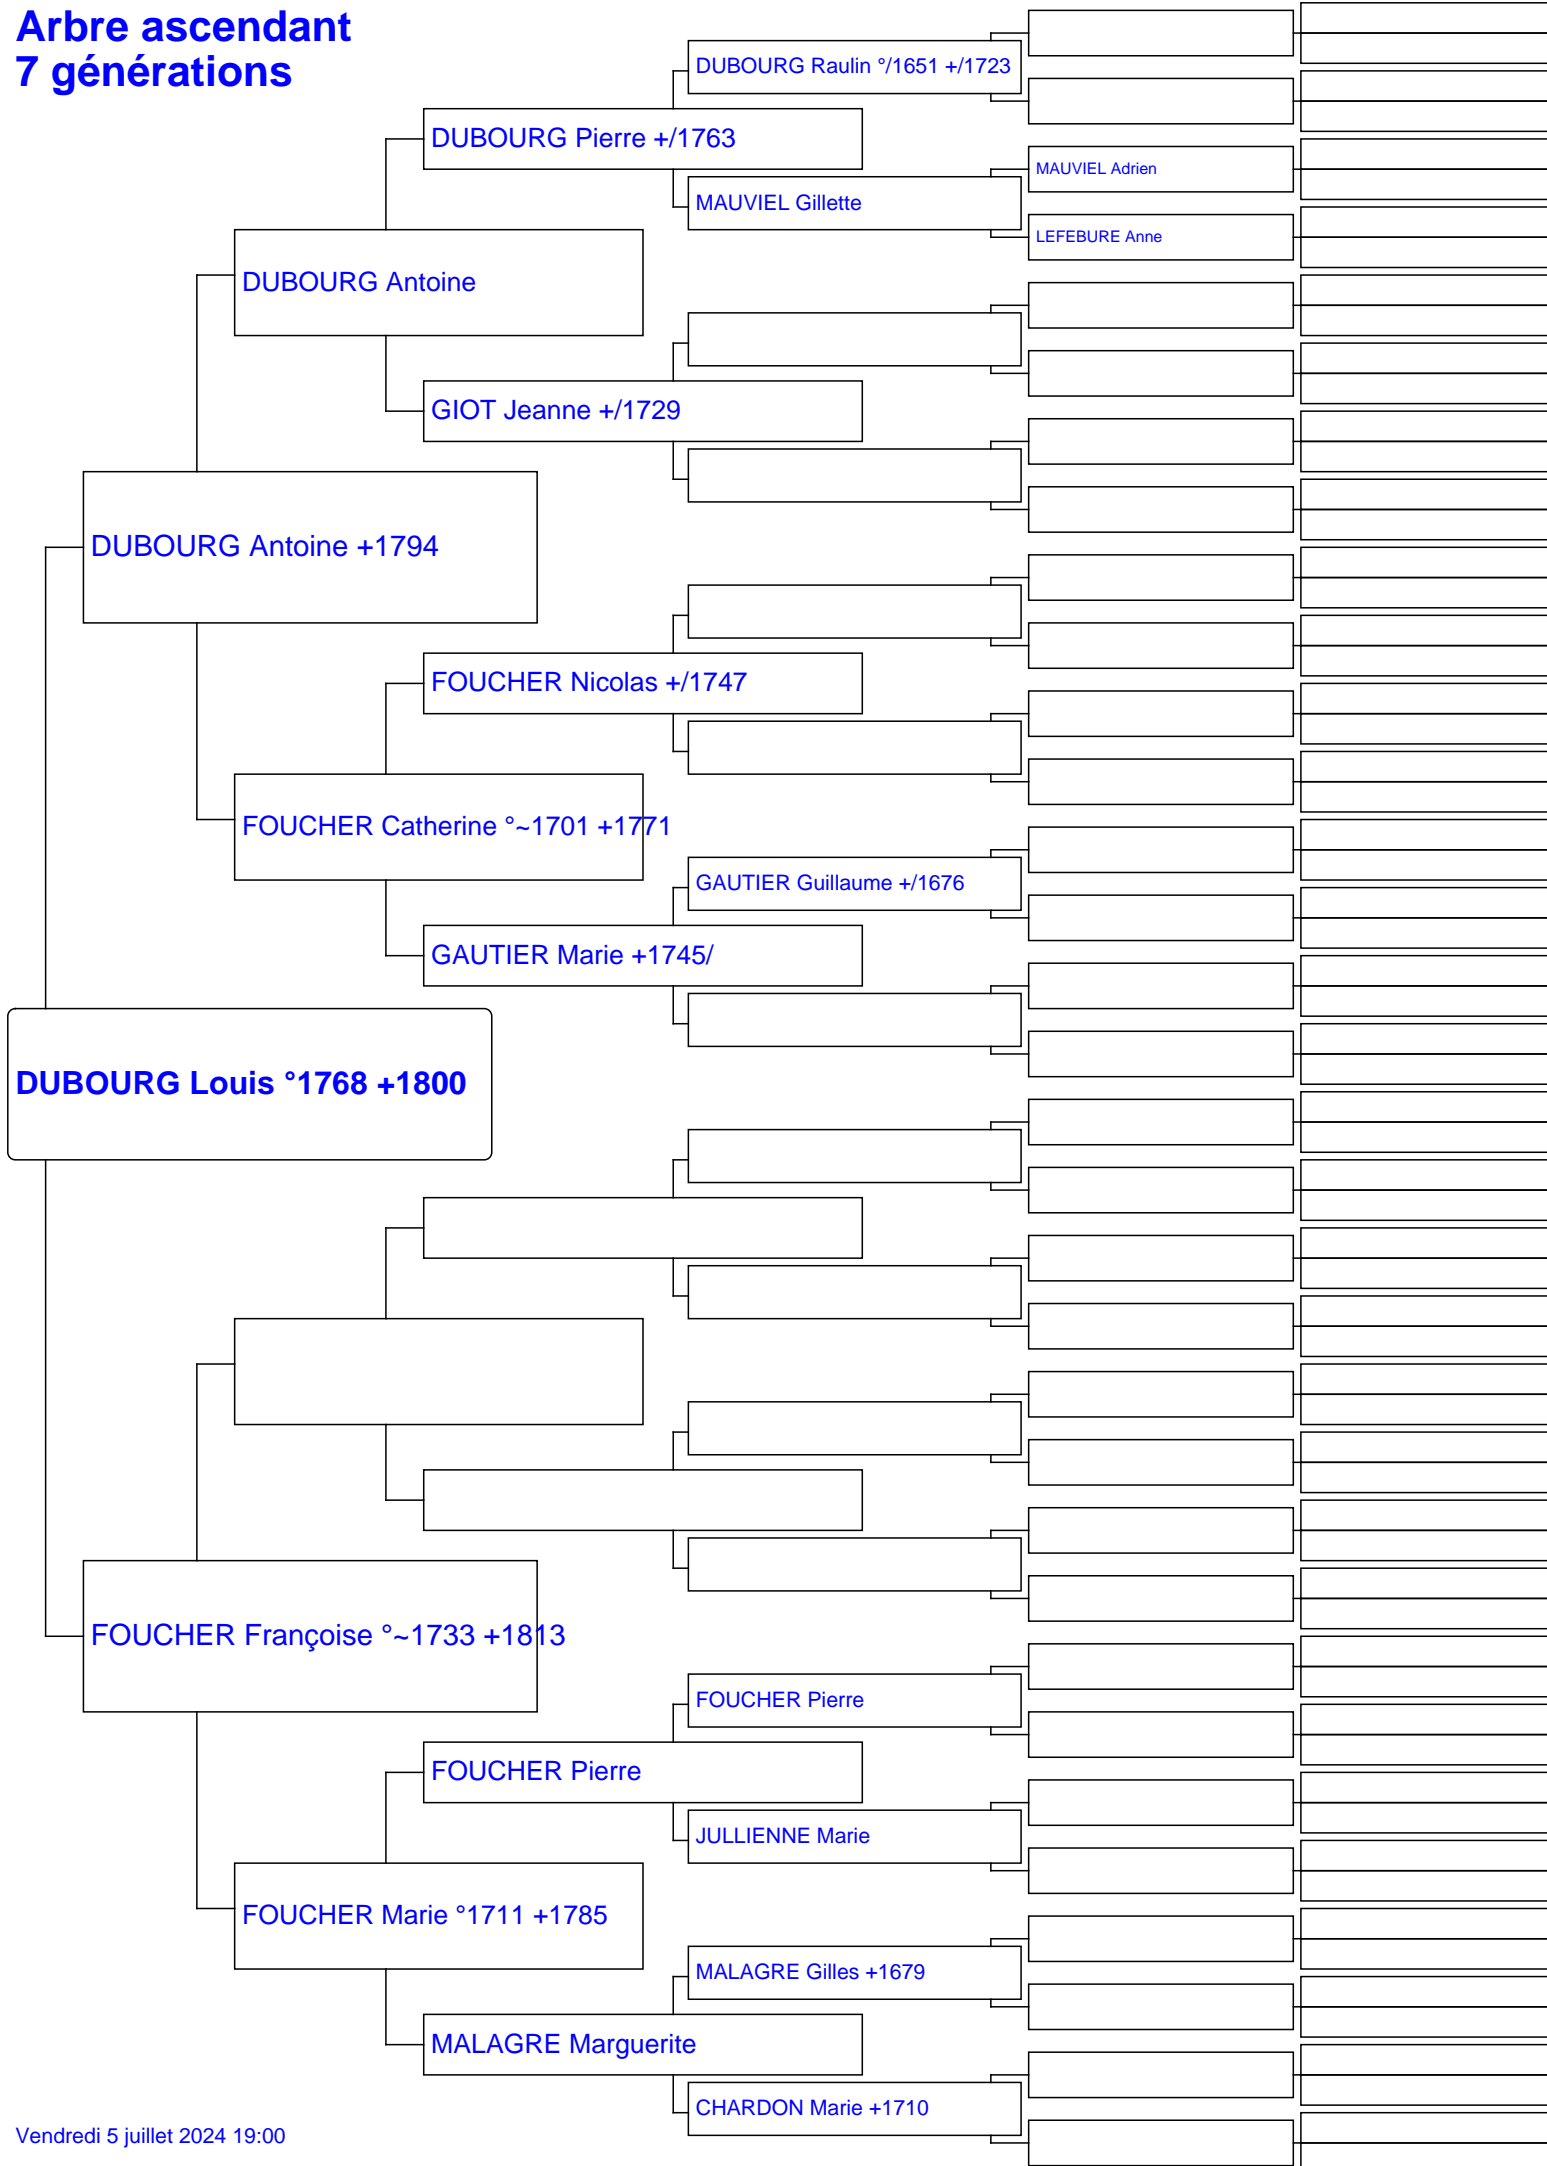 Arbre ascendant
7 générations
DUBOURG Raulin °/1651 +/1723
DUBOURG Pierre +/1763
MAUVIEL Adrien
MAUVIEL Gillette
LEFEBURE Anne
DUBOURG Antoine
GIOT Jeanne +/1729
DUBOURG Antoine +1794
FOUCHER Nicolas +/1747
FOUCHER Catherine °~1701 +1771
GAUTIER Guillaume +/1676
GAUTIER Marie +1745/
DUBOURG Louis °1768 +1800
FOUCHER Françoise °~1733 +1813
FOUCHER Pierre
FOUCHER Pierre
JULLIENNE Marie
FOUCHER Marie °1711 +1785
MALAGRE Gilles +1679
MALAGRE Marguerite
CHARDON Marie +1710
Vendredi 5 juillet 2024 19:00